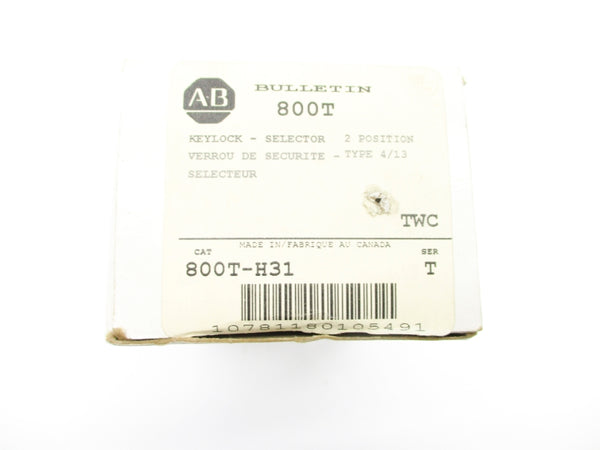 AB
BULLETIN
800T
KEYLOCK - SELECTOR 2 POSITION
VERROU DE SECURITE - TYPE 4/13
SELECTEUR
TWC
MADE IN/FABRIQUE AU CANADA
CAT SER
800T-H31 T
10781180105491